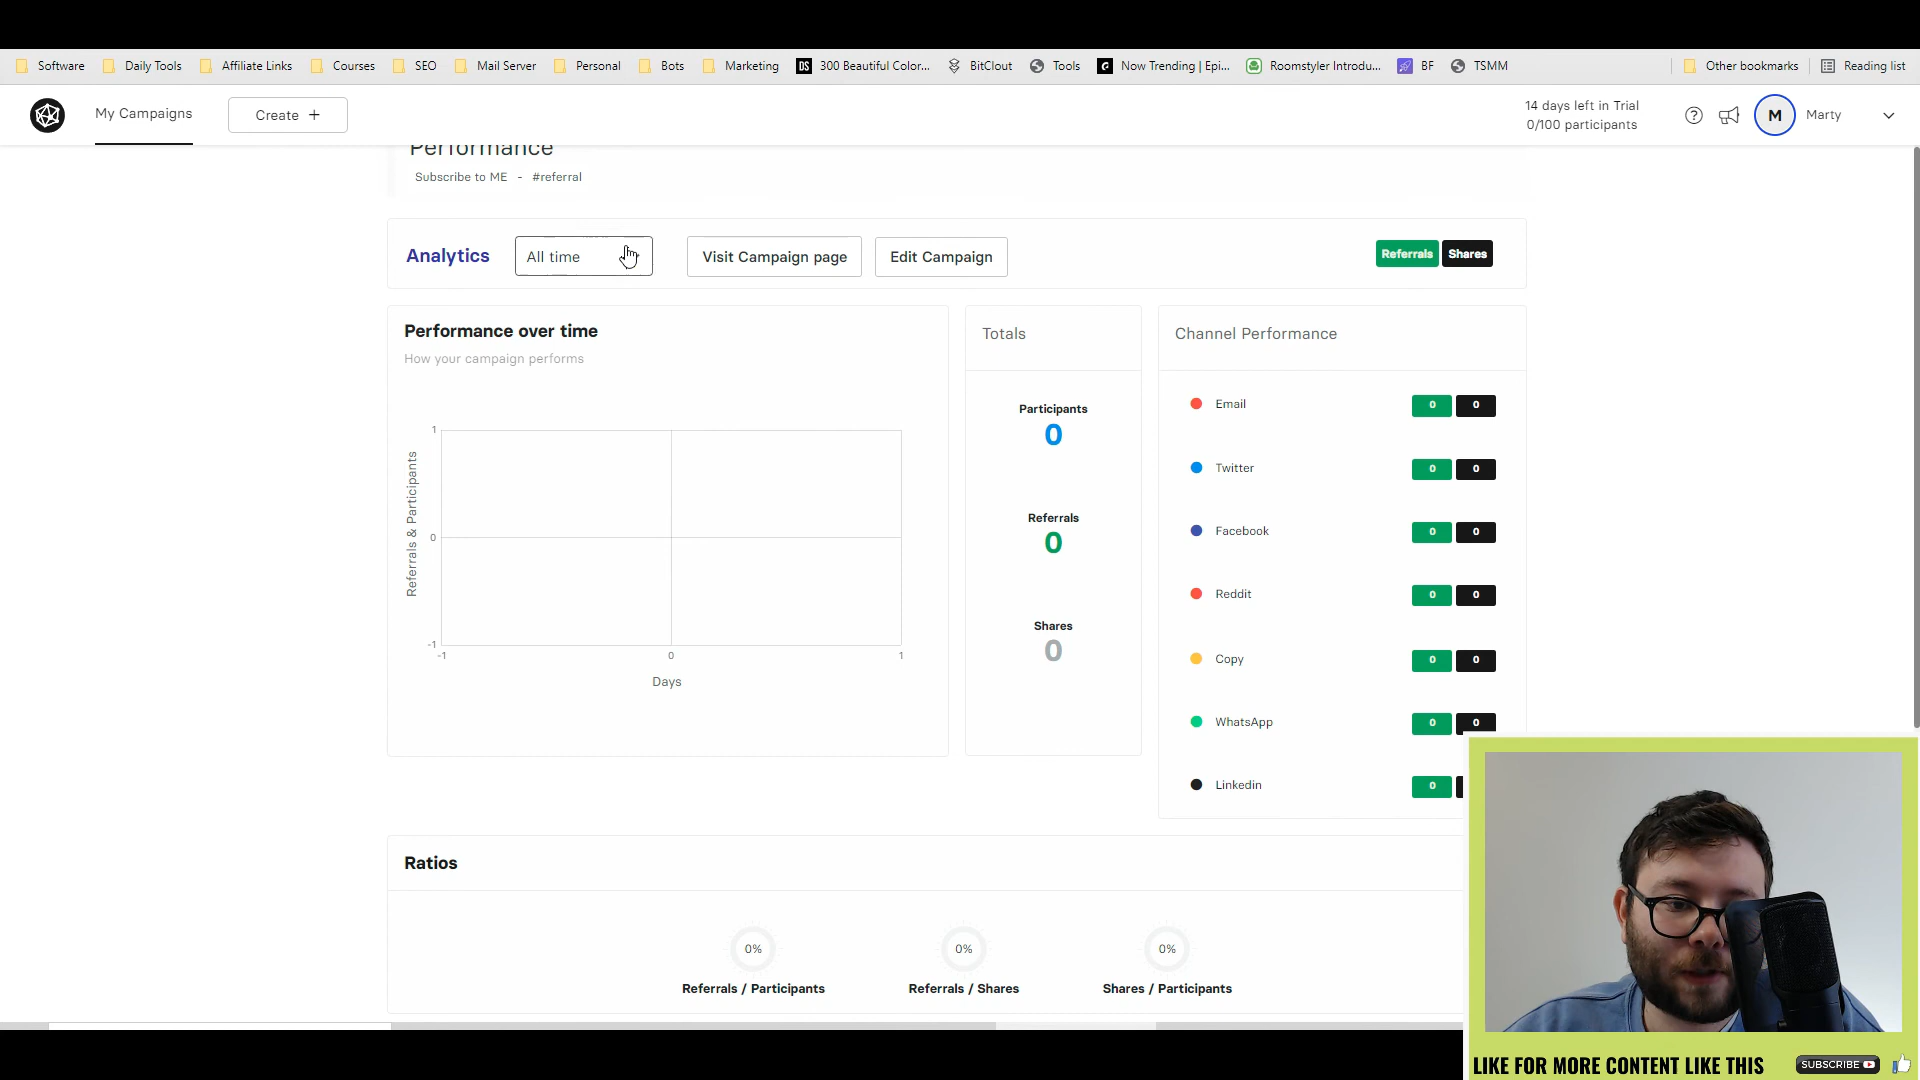 Software Daily Tools Affiliate Links Courses SEO Mail Server Personal Bots Marketing DS 300 Beautiful Color... BitClout Tools Now Trending | Epi... Roomstyler Introdu... BF TSMM Other bookmarks Reading list
My Campaigns
Create +
14 days left in Trial
0/100 participants
M
Marty
Performance
Subscribe to ME - #referral
Analytics
All time
Visit Campaign page
Edit Campaign
Referrals
Shares
Performance over time
How your campaign performs
Referrals & Participants
1
0
-1
-1 0 1
Days
Totals
Participants
0
Referrals
0
Shares
0
Channel Performance
Email 0 0
Twitter 0 0
Facebook 0 0
Reddit 0 0
Copy 0 0
WhatsApp 0 0
Linkedin 0
Ratios
0% 0% 0%
Referrals / Participants
Referrals / Shares
Shares / Participants
LIKE FOR MORE CONTENT LIKE THIS
SUBSCRIBE